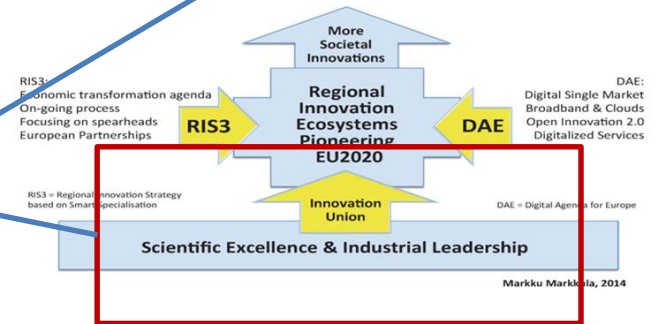 More
Societal
Innovations
RIS3:
Economic transformation agenda
On-going process
Focusing on spearheads
European Partnerships
RIS3
Regional
Innovation
Ecosystems
Pioneering
EU2020
DAE
DAE:
Digital Single Market
Broadband & Clouds
Open Innovation 2.0
Digitalized Services
RIS3 = Regional Innovation Strategy
based on Smart Specialisation
Innovation
Union
DAE = Digital Agenda for Europe
Scientific Excellence & Industrial Leadership
Markku Markkula, 2014